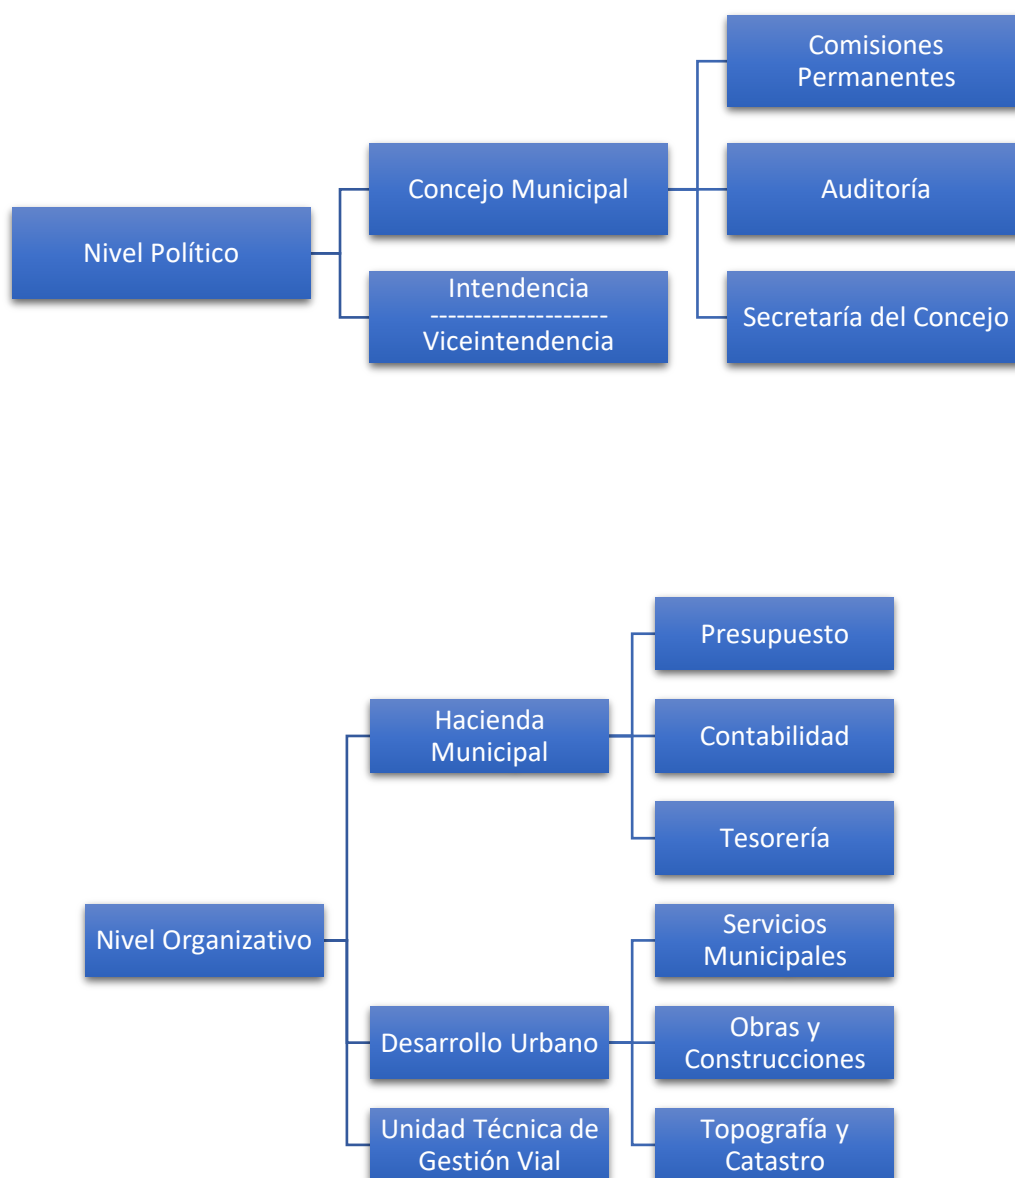 Comisiones
Permanentes
Concejo Municipal
Auditoría
Nivel Político
Intendencia
--------------------
Viceintendencia
Secretaría del Concejo
Presupuesto
Hacienda
Municipal
Contabilidad
Tesorería
Nivel Organizativo
Servicios
Municipales
Desarrollo Urbano
Obras y
Construcciones
Unidad Técnica de
Gestión Vial
Topografía y
Catastro